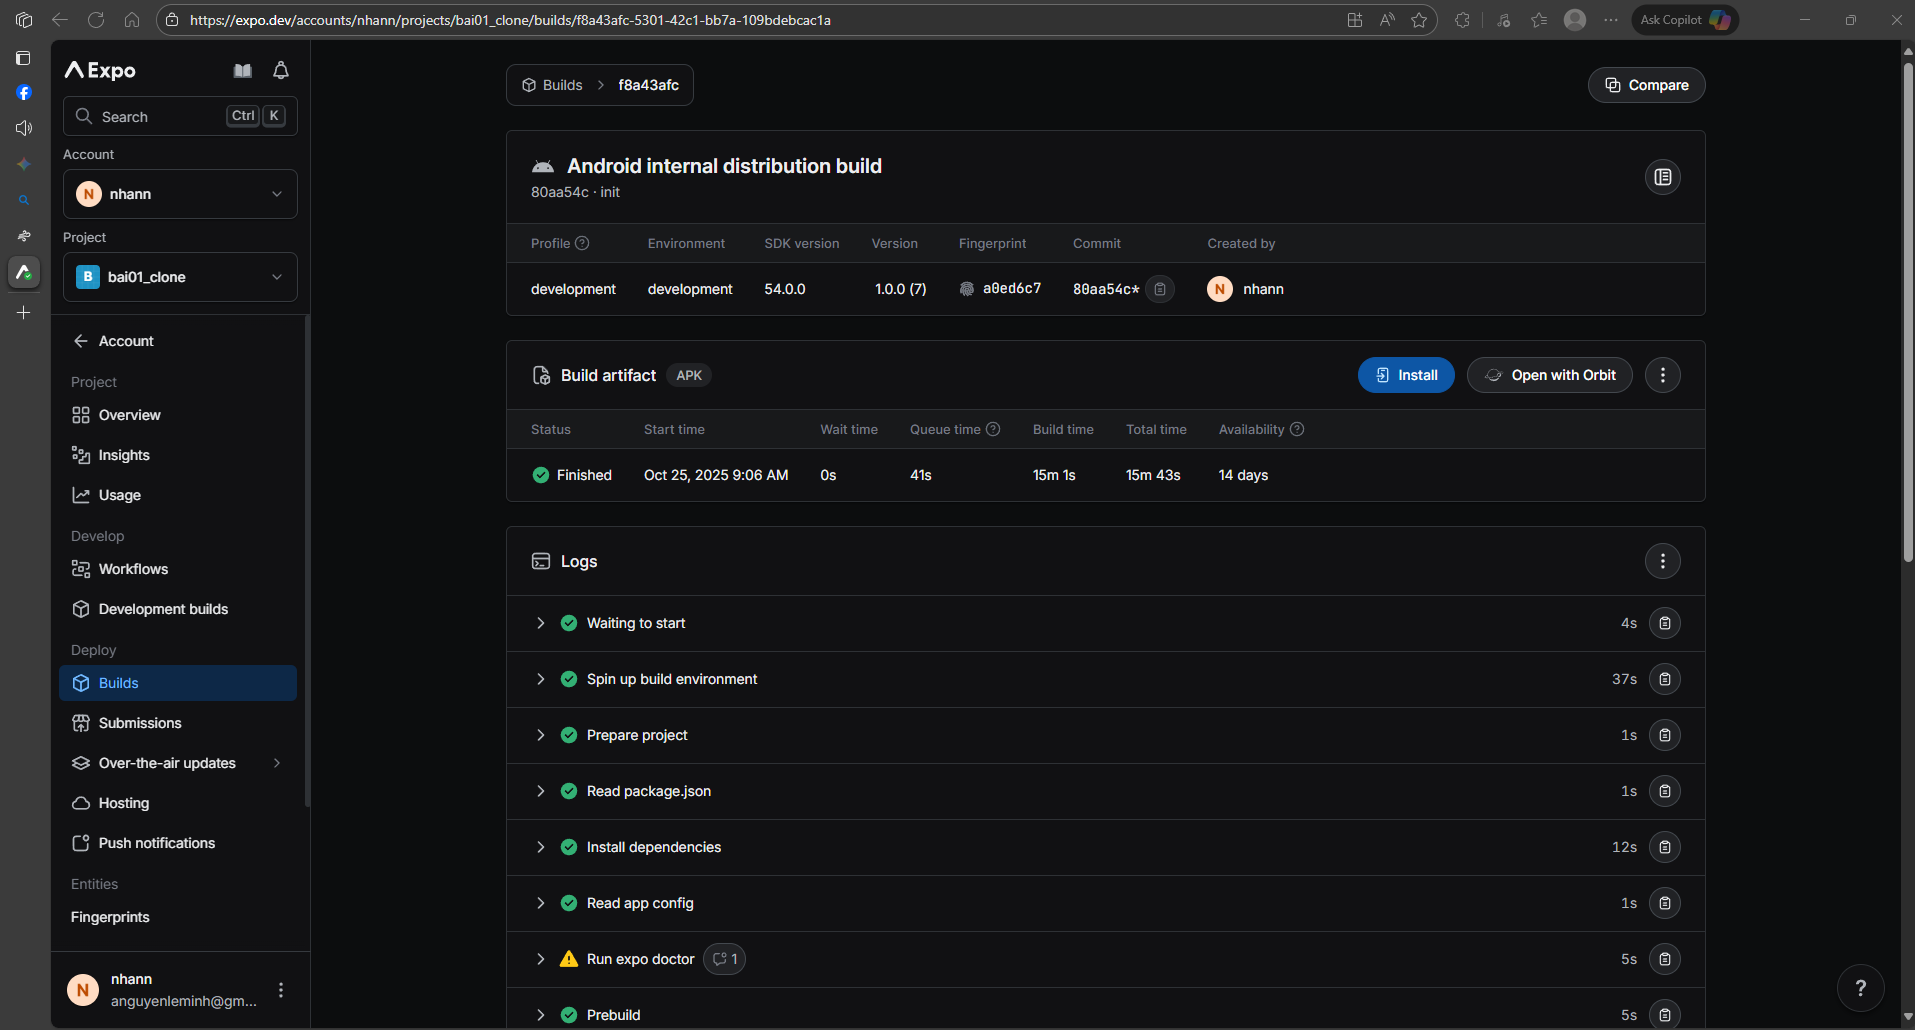 https://expo.dev/accounts/nhann/projects/bai01_clone/builds/f8a43afc-5301-42c1-bb7a-109bdebcac1a
Ask Copilot
Expo
Search Ctrl K
Account
N nhann
Project
B bai01_clone
Account
Project
Overview
Insights
Usage
Develop
Workflows
Development builds
Deploy
Builds
Submissions
Over-the-air updates
Hosting
Push notifications
Entities
Fingerprints
N nhann
anguyenleminh@gm...
Builds > f8a43afc
Compare
Android internal distribution build
80aa54c · init
Profile Environment SDK version Version Fingerprint Commit Created by
development development 54.0.0 1.0.0 (7) a0ed6c7 80aa54c* N nhann
Build artifact APK Install Open with Orbit
Status Start time Wait time Queue time Build time Total time Availability
Finished Oct 25, 2025 9:06 AM 0s 41s 15m 1s 15m 43s 14 days
Logs
Waiting to start 4s
Spin up build environment 37s
Prepare project 1s
Read package.json 1s
Install dependencies 12s
Read app config 1s
Run expo doctor 1 5s
Prebuild 5s
?